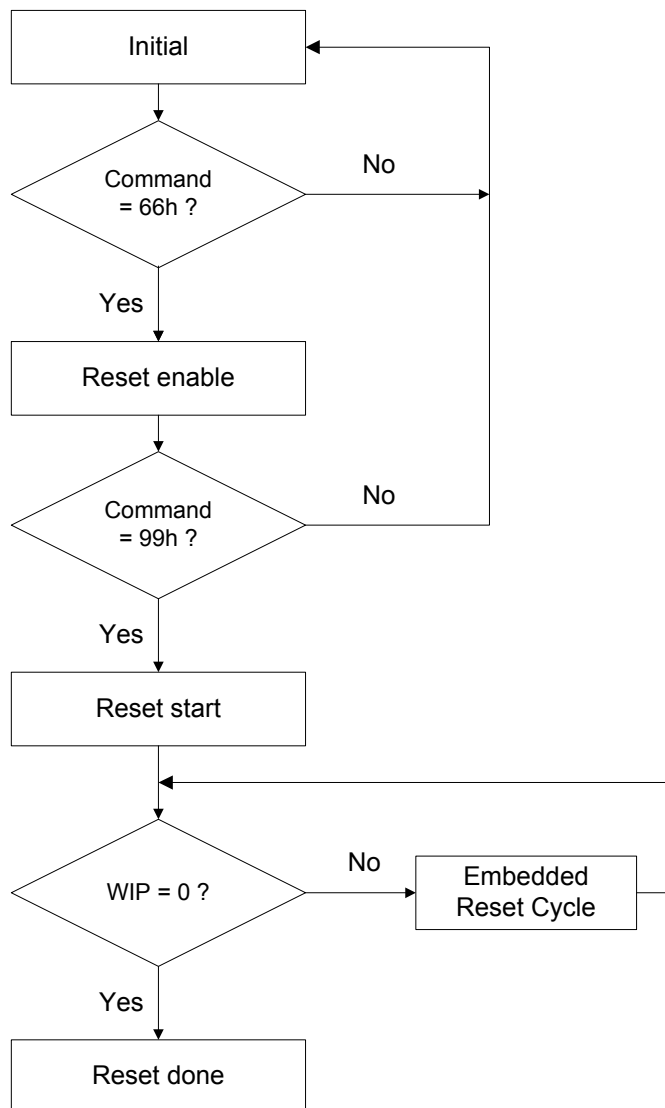 Initial
Command
= 66h ?
No
Yes
Reset enable
Command
= 99h ?
No
Yes
Reset start
WIP = 0 ?
No
Embedded
Reset Cycle
Yes
Reset done